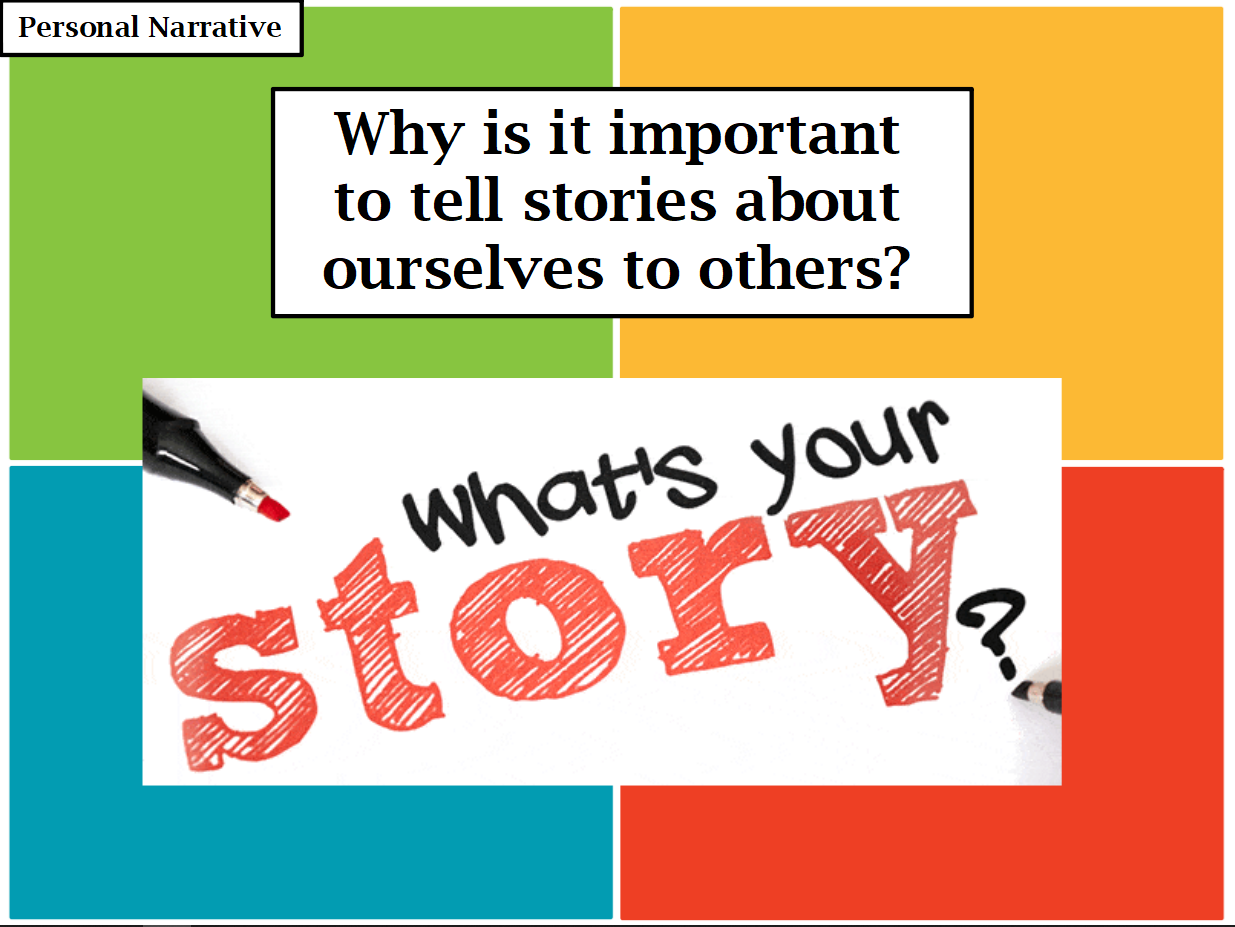 Personal Narrative
Why is it important
to tell stories about
ourselves to others?
what's your
story?